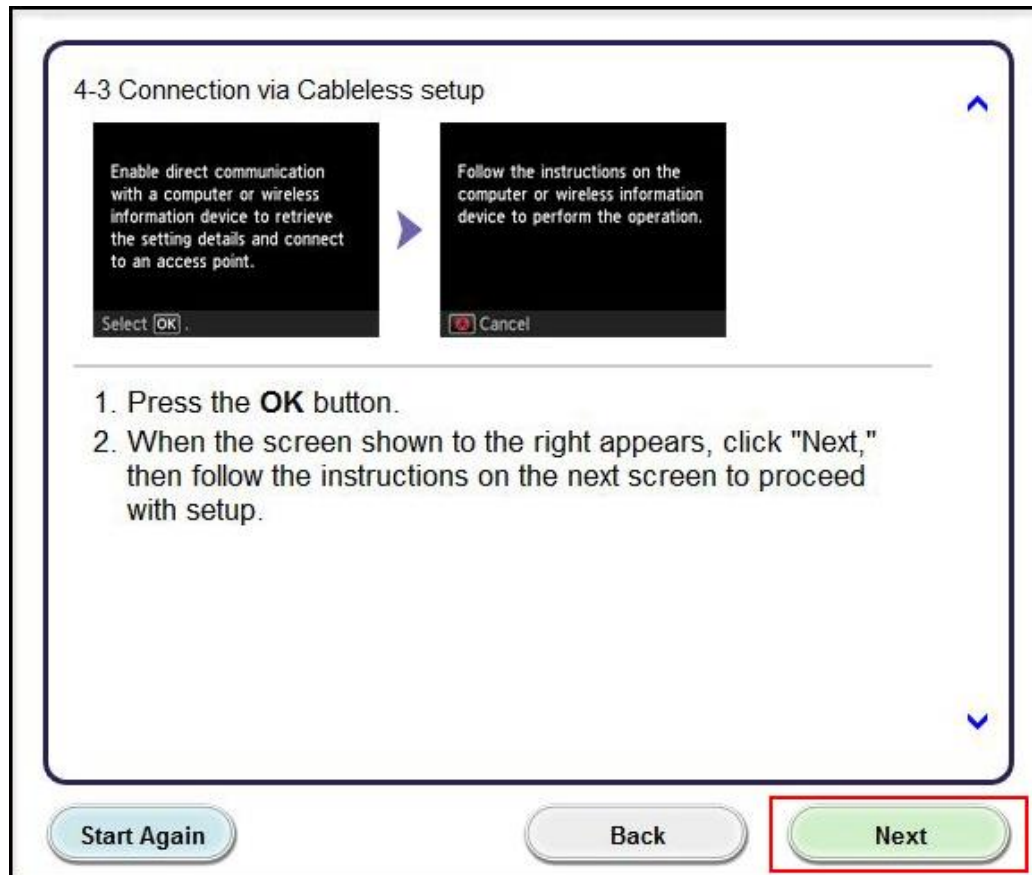 4-3 Connection via Cableless setup
Enable direct communication
with a computer or wireless
information device to retrieve
the setting details and connect
to an access point.
Select OK .
Follow the instructions on the
computer or wireless information
device to perform the operation.
Cancel
1. Press the OK button.
2. When the screen shown to the right appears, click "Next,"
then follow the instructions on the next screen to proceed
with setup.
Start Again
Back
Next